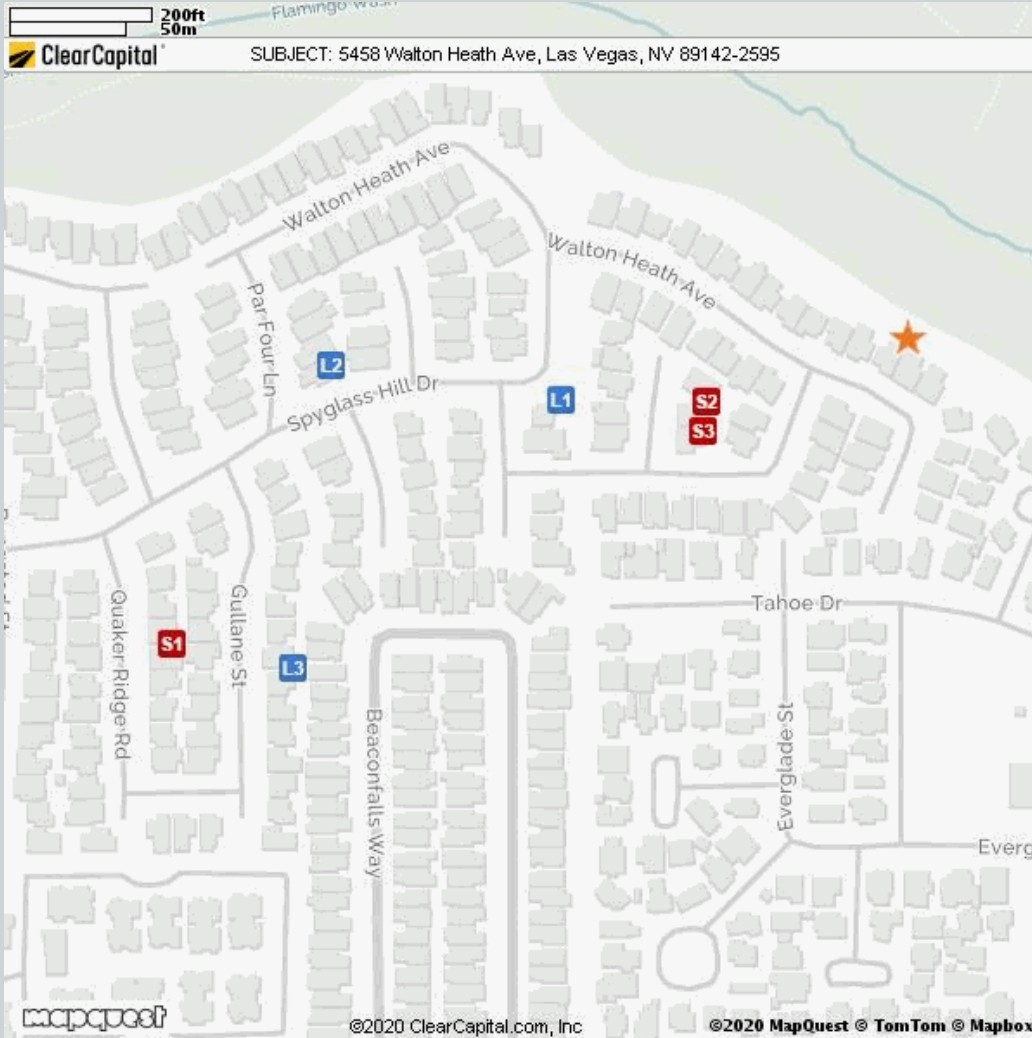 200ft
50m
Flamingo Wash
ClearCapital
SUBJECT: 5458 Walton Heath Ave, Las Vegas, NV 89142-2595
Walton Heath Ave
Walton Heath Ave
Par Four Ln
L2
Spyglass Hill Dr
L1
S2
S3
Quaker Ridge Rd
Gullane St
S1
L3
Tahoe Dr
Beaconfalls Way
Everglade St
Everg
mapquest
©2020 ClearCapital.com, Inc
©2020 MapQuest © TomTom © Mapbox